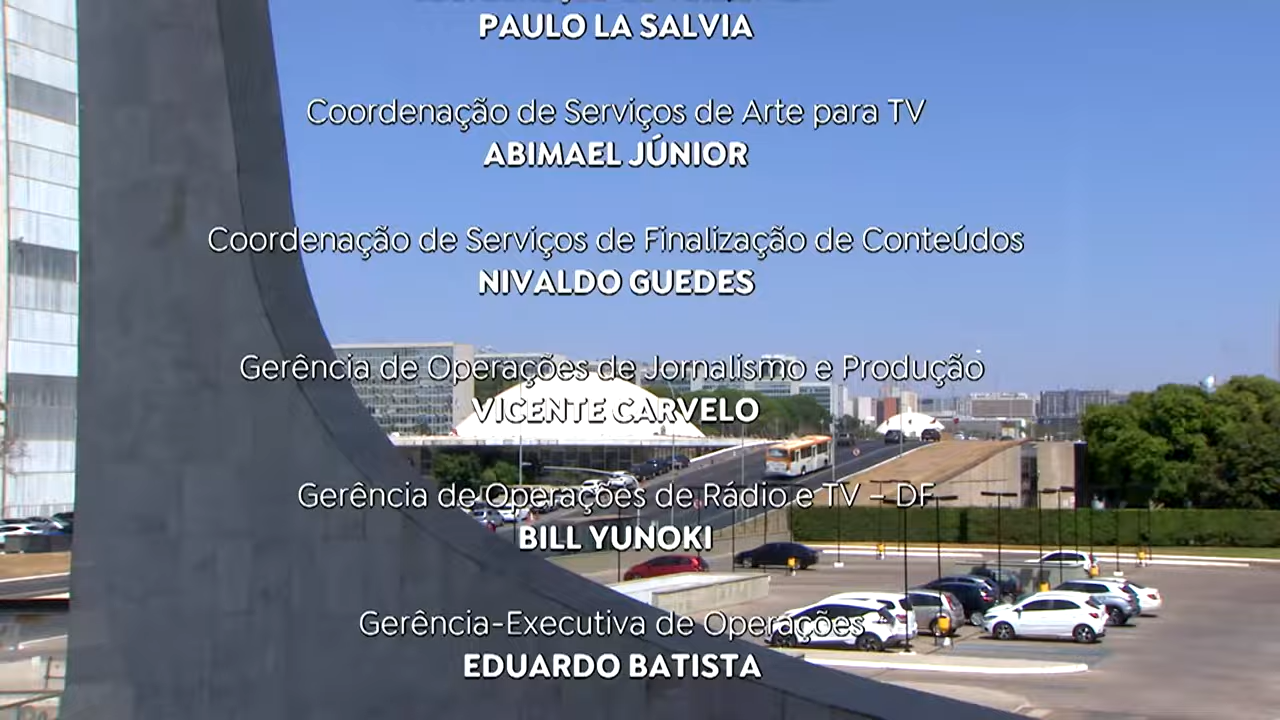 PAULO LA SALVIA
Coordenação de Serviços de Arte para TV
ABIMAEL JÚNIOR
Coordenação de Serviços de Finalização de Conteúdos
NIVALDO GUEDES
Gerência de Operações de Jornalismo e Produção
VICENTE CARVELO
Gerência de Operações de Rádio e TV – DF
BILL YUNOKI
Gerência-Executiva de Operações
EDUARDO BATISTA